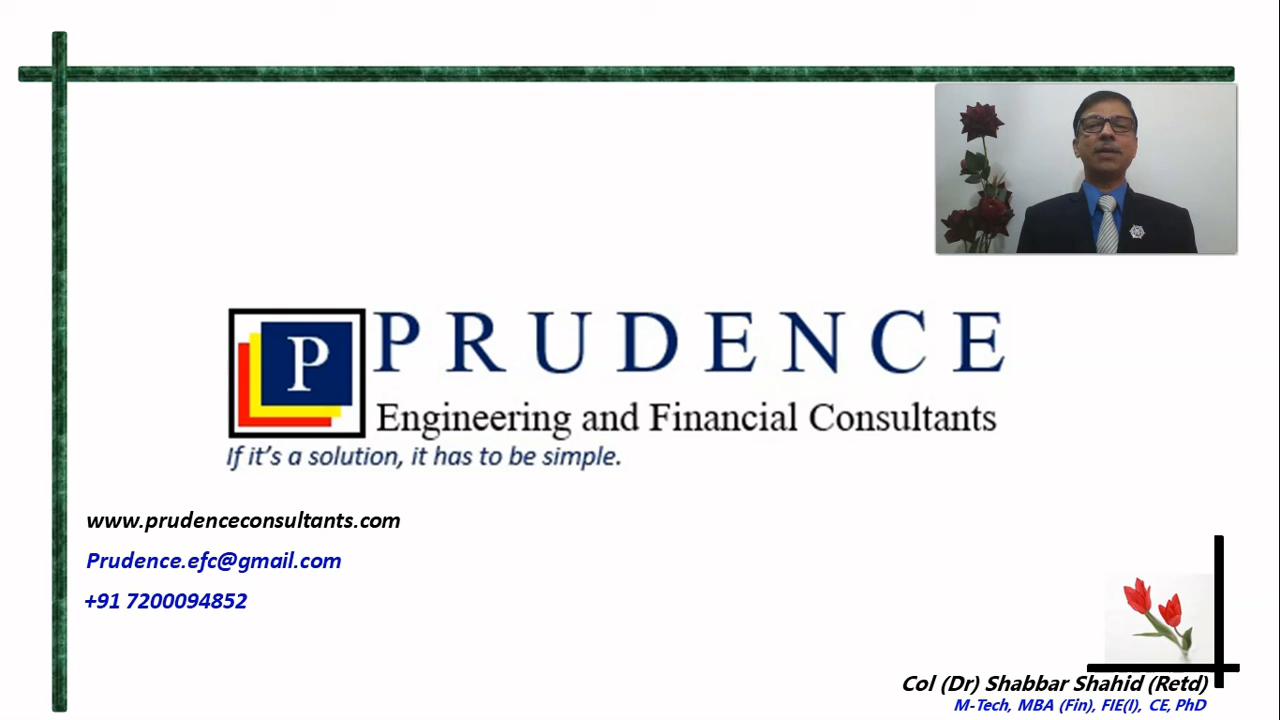 P PRUDENCE
Engineering and Financial Consultants
If it's a solution, it has to be simple.
www.prudenceconsultants.com
Prudence.efc@gmail.com
+91 7200094852
Col (Dr) Shabbar Shahid (Retd)
M-Tech, MBA (Fin), FIE(I), CE, PhD